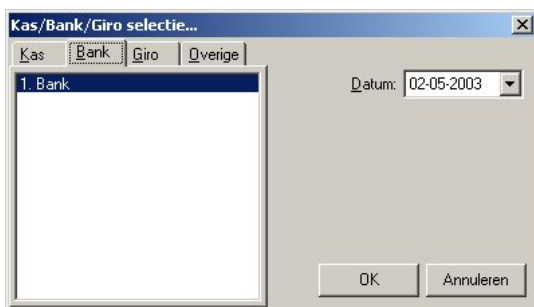 Kas/Bank/Giro selectie...
Kas Bank Giro Overige
1. Bank
Datum: 02-05-2003
OK Annuleren